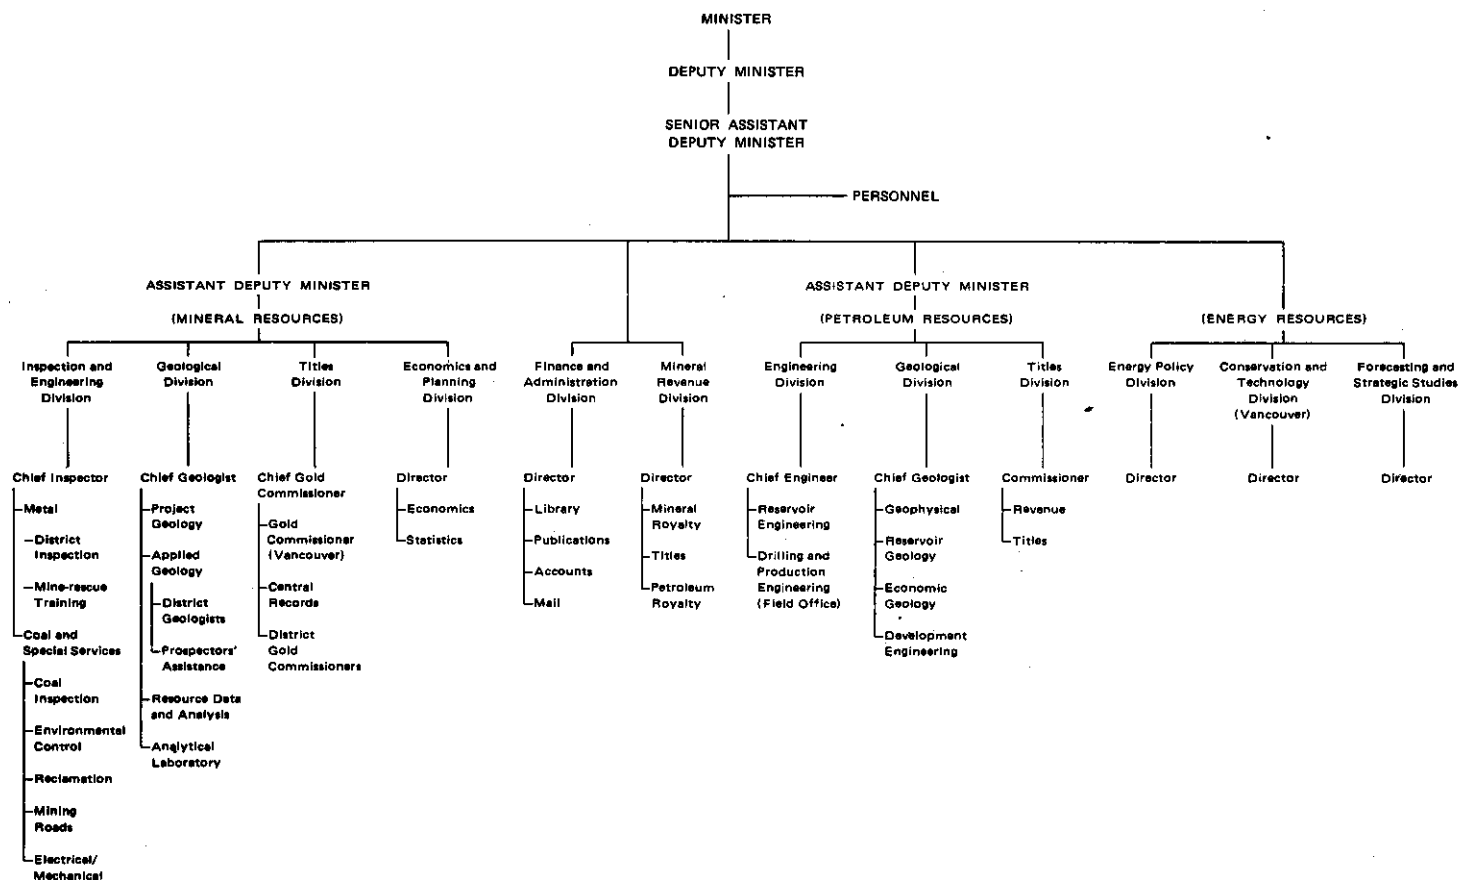 MINISTER
DEPUTY MINISTER
SENIOR ASSISTANT
DEPUTY MINISTER
PERSONNEL
ASSISTANT DEPUTY MINISTER
(MINERAL RESOURCES)
ASSISTANT DEPUTY MINISTER
(PETROLEUM RESOURCES)
(ENERGY RESOURCES)
Inspection and
Engineering
Division
Chief Inspector
Metal
District
Inspection
Mine-rescue
Training
Coal and
Special Services
Coal
Inspection
Environmental
Control
Reclamation
Mining
Roads
Electrical/
Mechanical
Geological
Division
Chief Geologist
Project
Geology
Applied
Geology
District
Geologists
Prospectors'
Assistance
Resource Data
and Analysis
Analytical
Laboratory
Titles
Division
Chief Gold
Commissioner
Gold
Commissioner
(Vancouver)
Central
Records
District
Gold
Commissioners
Economics and
Planning
Division
Director
Economics
Statistics
Finance and
Administration
Division
Director
Library
Publications
Accounts
Mail
Mineral
Revenue
Division
Director
Mineral
Royalty
Titles
Petroleum
Royalty
Engineering
Division
Chief Engineer
Reservoir
Engineering
Drilling and
Production
Engineering
(Field Office)
Geological
Division
Chief Geologist
Geophysical
Reservoir
Geology
Economic
Geology
Development
Engineering
Titles
Division
Commissioner
Revenue
Titles
Energy Policy
Division
Director
Conservation and
Technology
Division
(Vancouver)
Director
Forecasting and
Strategic Studies
Division
Director